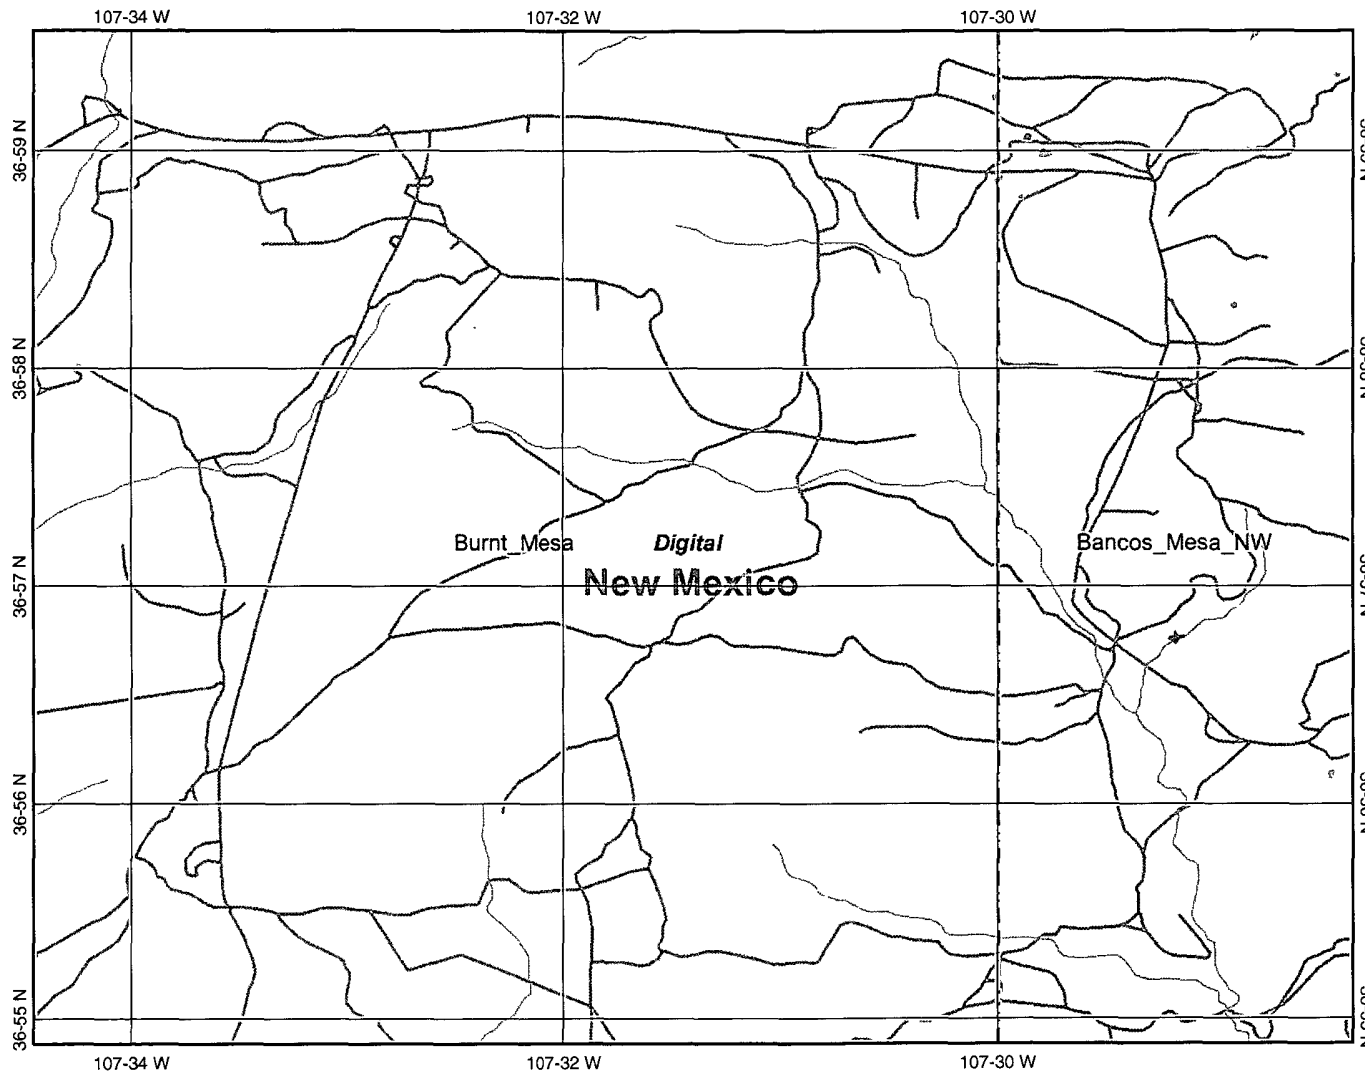 107-34 W 107-32 W 107-30 W
36-59 N
36-58 N
Burnt_Mesa Digital Bancos_Mesa_NW
36-57 N
New Mexico
36-56 N
36-55 N
107-34 W 107-32 W 107-30 W